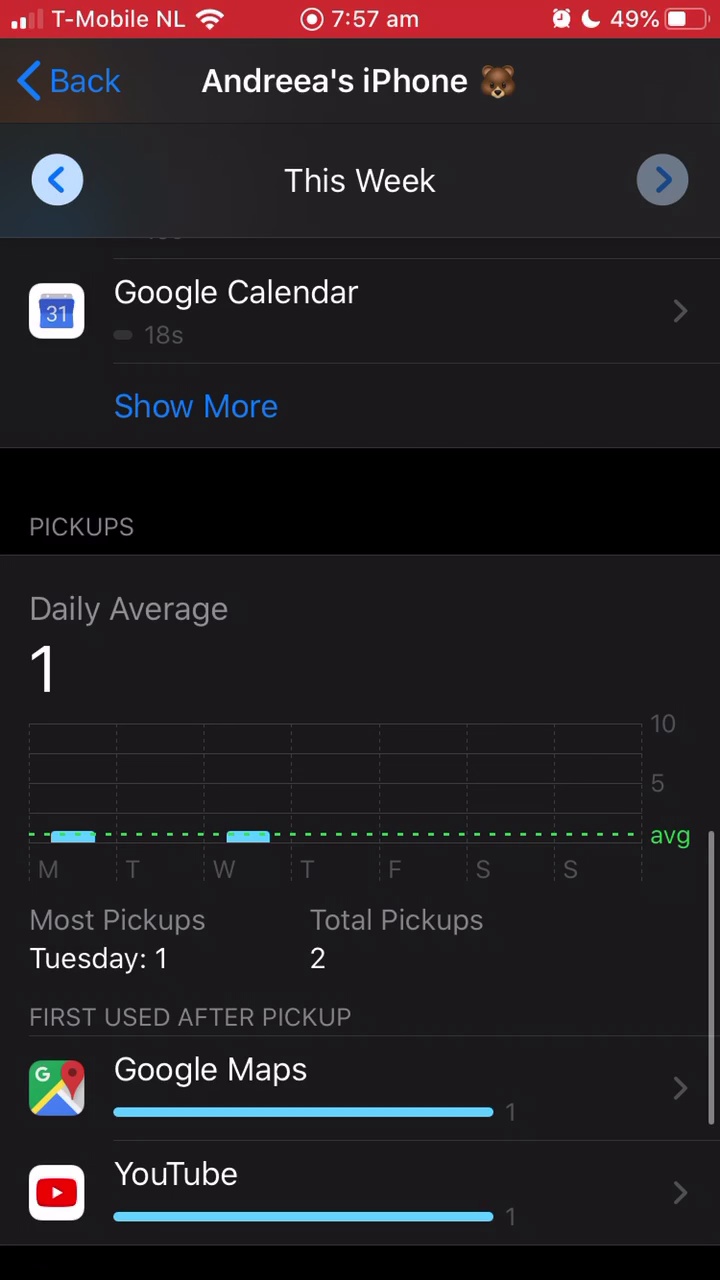 T-Mobile NL 7:57 am 49%
Back Andreea's iPhone 🐻
This Week
Google Calendar
31
18s
Show More
PICKUPS
Daily Average
1
10
5
avg
M T W T F S S
Most Pickups Total Pickups
Tuesday: 1 2
FIRST USED AFTER PICKUP
G
Google Maps
1
YouTube
1